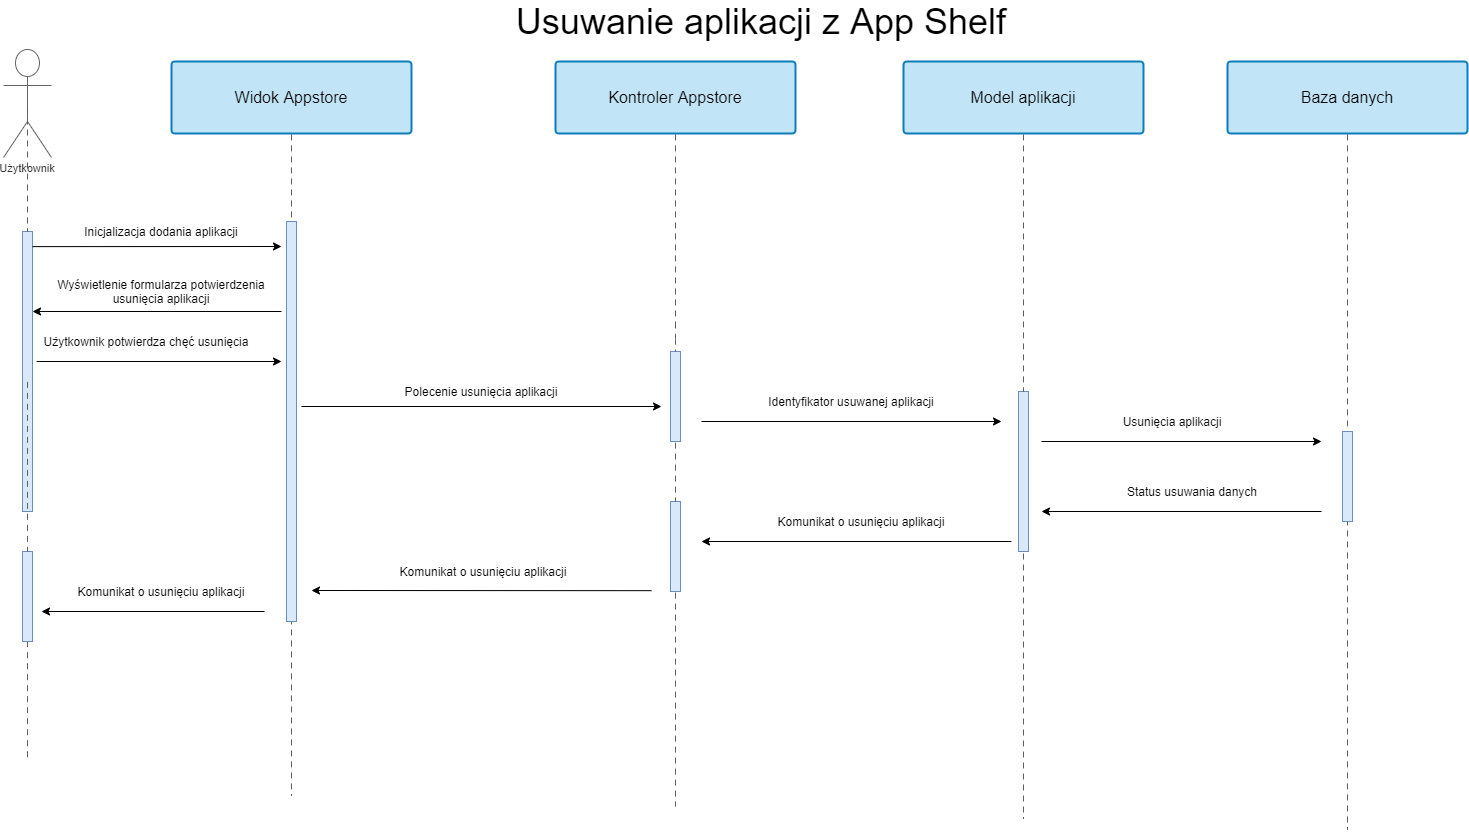 Usuwanie aplikacji z App Shelf
Widok Appstore
Kontroler Appstore
Model aplikacji
Baza danych
Użytkownik
Inicjalizacja dodania aplikacji
Wyświetlenie formularza potwierdzenia
usunięcia aplikacji
Użytkownik potwierdza chęć usunięcia
Polecenie usunięcia aplikacji
Identyfikator usuwanej aplikacji
Usunięcia aplikacji
Status usuwania danych
Komunikat o usunięciu aplikacji
Komunikat o usunięciu aplikacji
Komunikat o usunięciu aplikacji